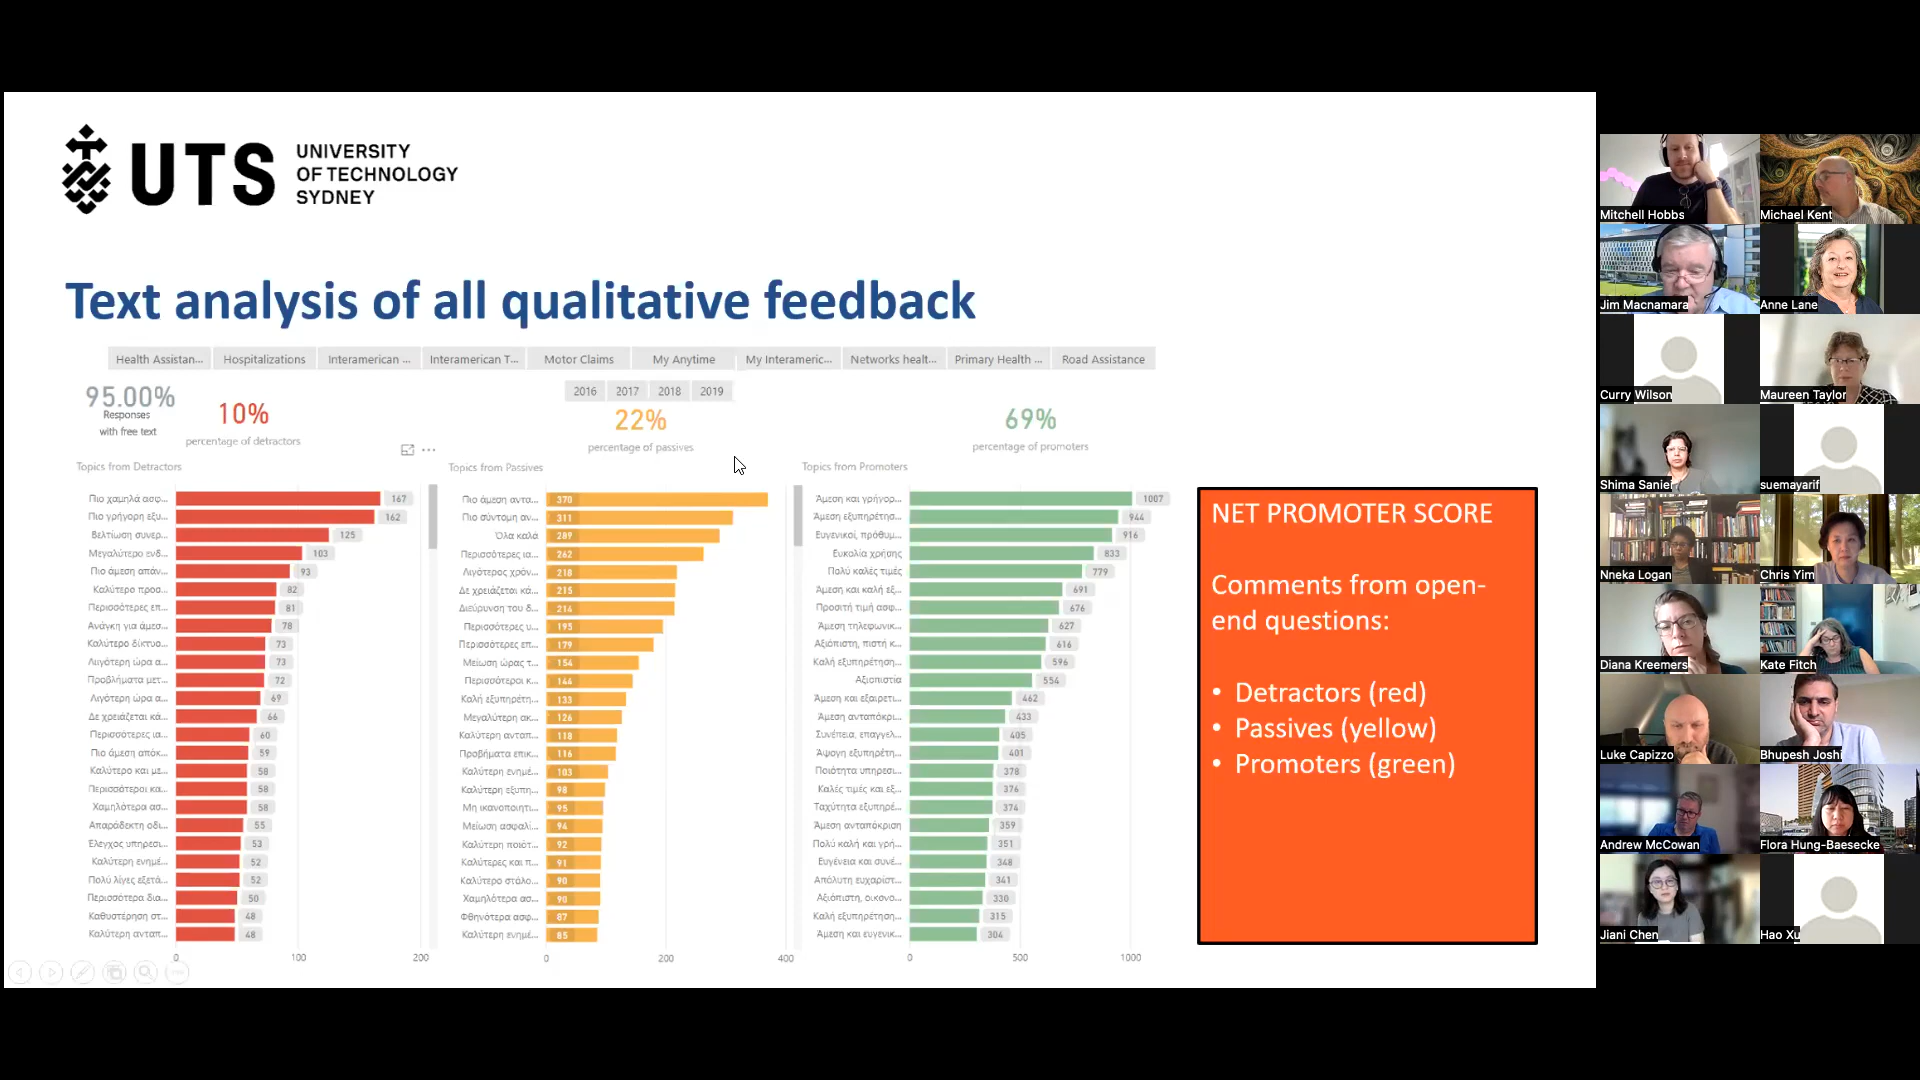 UTS
UNIVERSITY
OF TECHNOLOGY
SYDNEY
Text analysis of all qualitative feedback
Health Assistan... Hospitalizations Interamerican ... Interamerican T... Motor Claims My Anytime My Interameric... Networks healt... Primary Health ... Road Assistance
2016 2017 2018 2019
95.00%
Responses
with free text
10%
percentage of detractors
22%
percentage of passives
69%
percentage of promoters
Topics from Detractors
Πιο χαμηλά ασφ... 167
Πιο γρήγορη εξυ... 162
Βελτίωση συνερ... 125
Μεγαλύτερο ενδ... 103
Πιο άμεση απάν... 93
Καλύτερο προσ... 82
Περισσότερες επ... 81
Ανάγκη για άμεσ... 78
Καλύτερο δίκτυο... 73
Λιγότερη ώρα α... 73
Προβλήματα μετ... 72
Λιγότερη ώρα α... 69
Δε χρειάζεται κά... 66
Περισσότερες ια... 60
Πιο άμεση απόκ... 59
Καλύτερο και με... 58
Περισσότεροι κα... 58
Χαμηλότερα ασ... 58
Απαράδεκτη οδι... 55
Έλεγχος υπηρεσι... 53
Καλύτερη ενημέ... 52
Πολύ λίγες εξετά... 52
Περισσότερα δια... 50
Καθυστέρηση στ... 48
Καλύτερη ανταπ... 48
0 100 200
Topics from Passives
Πιο άμεση αντα... 370
Πιο σύντομη αν... 311
Όλα καλά 289
Περισσότερες ια... 262
Λιγότερος χρόν... 218
Δε χρειάζεται κά... 215
Διεύρυνση του δ... 214
Περισσότερες υ... 195
Περισσότερες επ... 179
Μείωση ώρας τ... 154
Περισσότεροι κ... 144
Καλή εξυπηρέτη... 133
Μεγαλύτερη ακ... 126
Καλύτερη ανταπ... 118
Προβήματα επικ... 116
Καλύτερη ενημέ... 103
Καλύτερη εξυπη... 98
Μη ικανοποιητι... 95
Μείωση ασφαλί... 94
Καλύτερη ποιότ... 92
Καλύτερες και π... 91
Καλύτερο στάλο... 90
Χαμηλότερα ασ... 90
Φθηνότερα ασφ... 87
Καλύτερη ενημέ... 85
0 200 400
Topics from Promoters
Άμεση και γρήγορ... 1007
Άμεση εξυπηρέτησ... 944
Ευγενικοί, πρόθυμ... 916
Ευκολία χρήσης 833
Πολύ καλές τιμές 779
Άμεση και καλή εξ... 691
Προσιτή τιμή ασφ... 676
Άμεση τηλεφωνικ... 627
Αξιόπιστη, πιστή κ... 616
Καλή εξυπηρέτηση... 596
Αξιοπιστία 554
Άμεση και εξαιρετι... 462
Άμεση ανταπόκρι... 433
Συνέπεια, επαγγελ... 405
Άψογη εξυπηρέτη... 401
Ποιότητα υπηρεσι... 378
Καλές τιμές και εξ... 376
Ταχύτητα εξυπηρέ... 374
Άμεση ανταπόκριση 359
Πολύ καλή και γρή... 351
Ευγένεια και συνέ... 348
Απόλυτη ευχαρίστ... 341
Αξιόπιστη, οικονο... 330
Καλή εξυπηρέτηση... 315
Άμεση και ευγενικ... 304
0 500 1000
NET PROMOTER SCORE
Comments from open-
end questions:
• Detractors (red)
• Passives (yellow)
• Promoters (green)
Mitchell Hobbs
Michael Kent
Jim Macnamara
Anne Lane
Curry Wilson
Maureen Taylor
Shima Saniei
suemayarif
Nneka Logan
Chris Yim
Diana Kreemers
Kate Fitch
Luke Capizzo
Bhupesh Joshi
Andrew McCowan
Flora Hung-Baesecke
Jiani Chen
Hao Xu